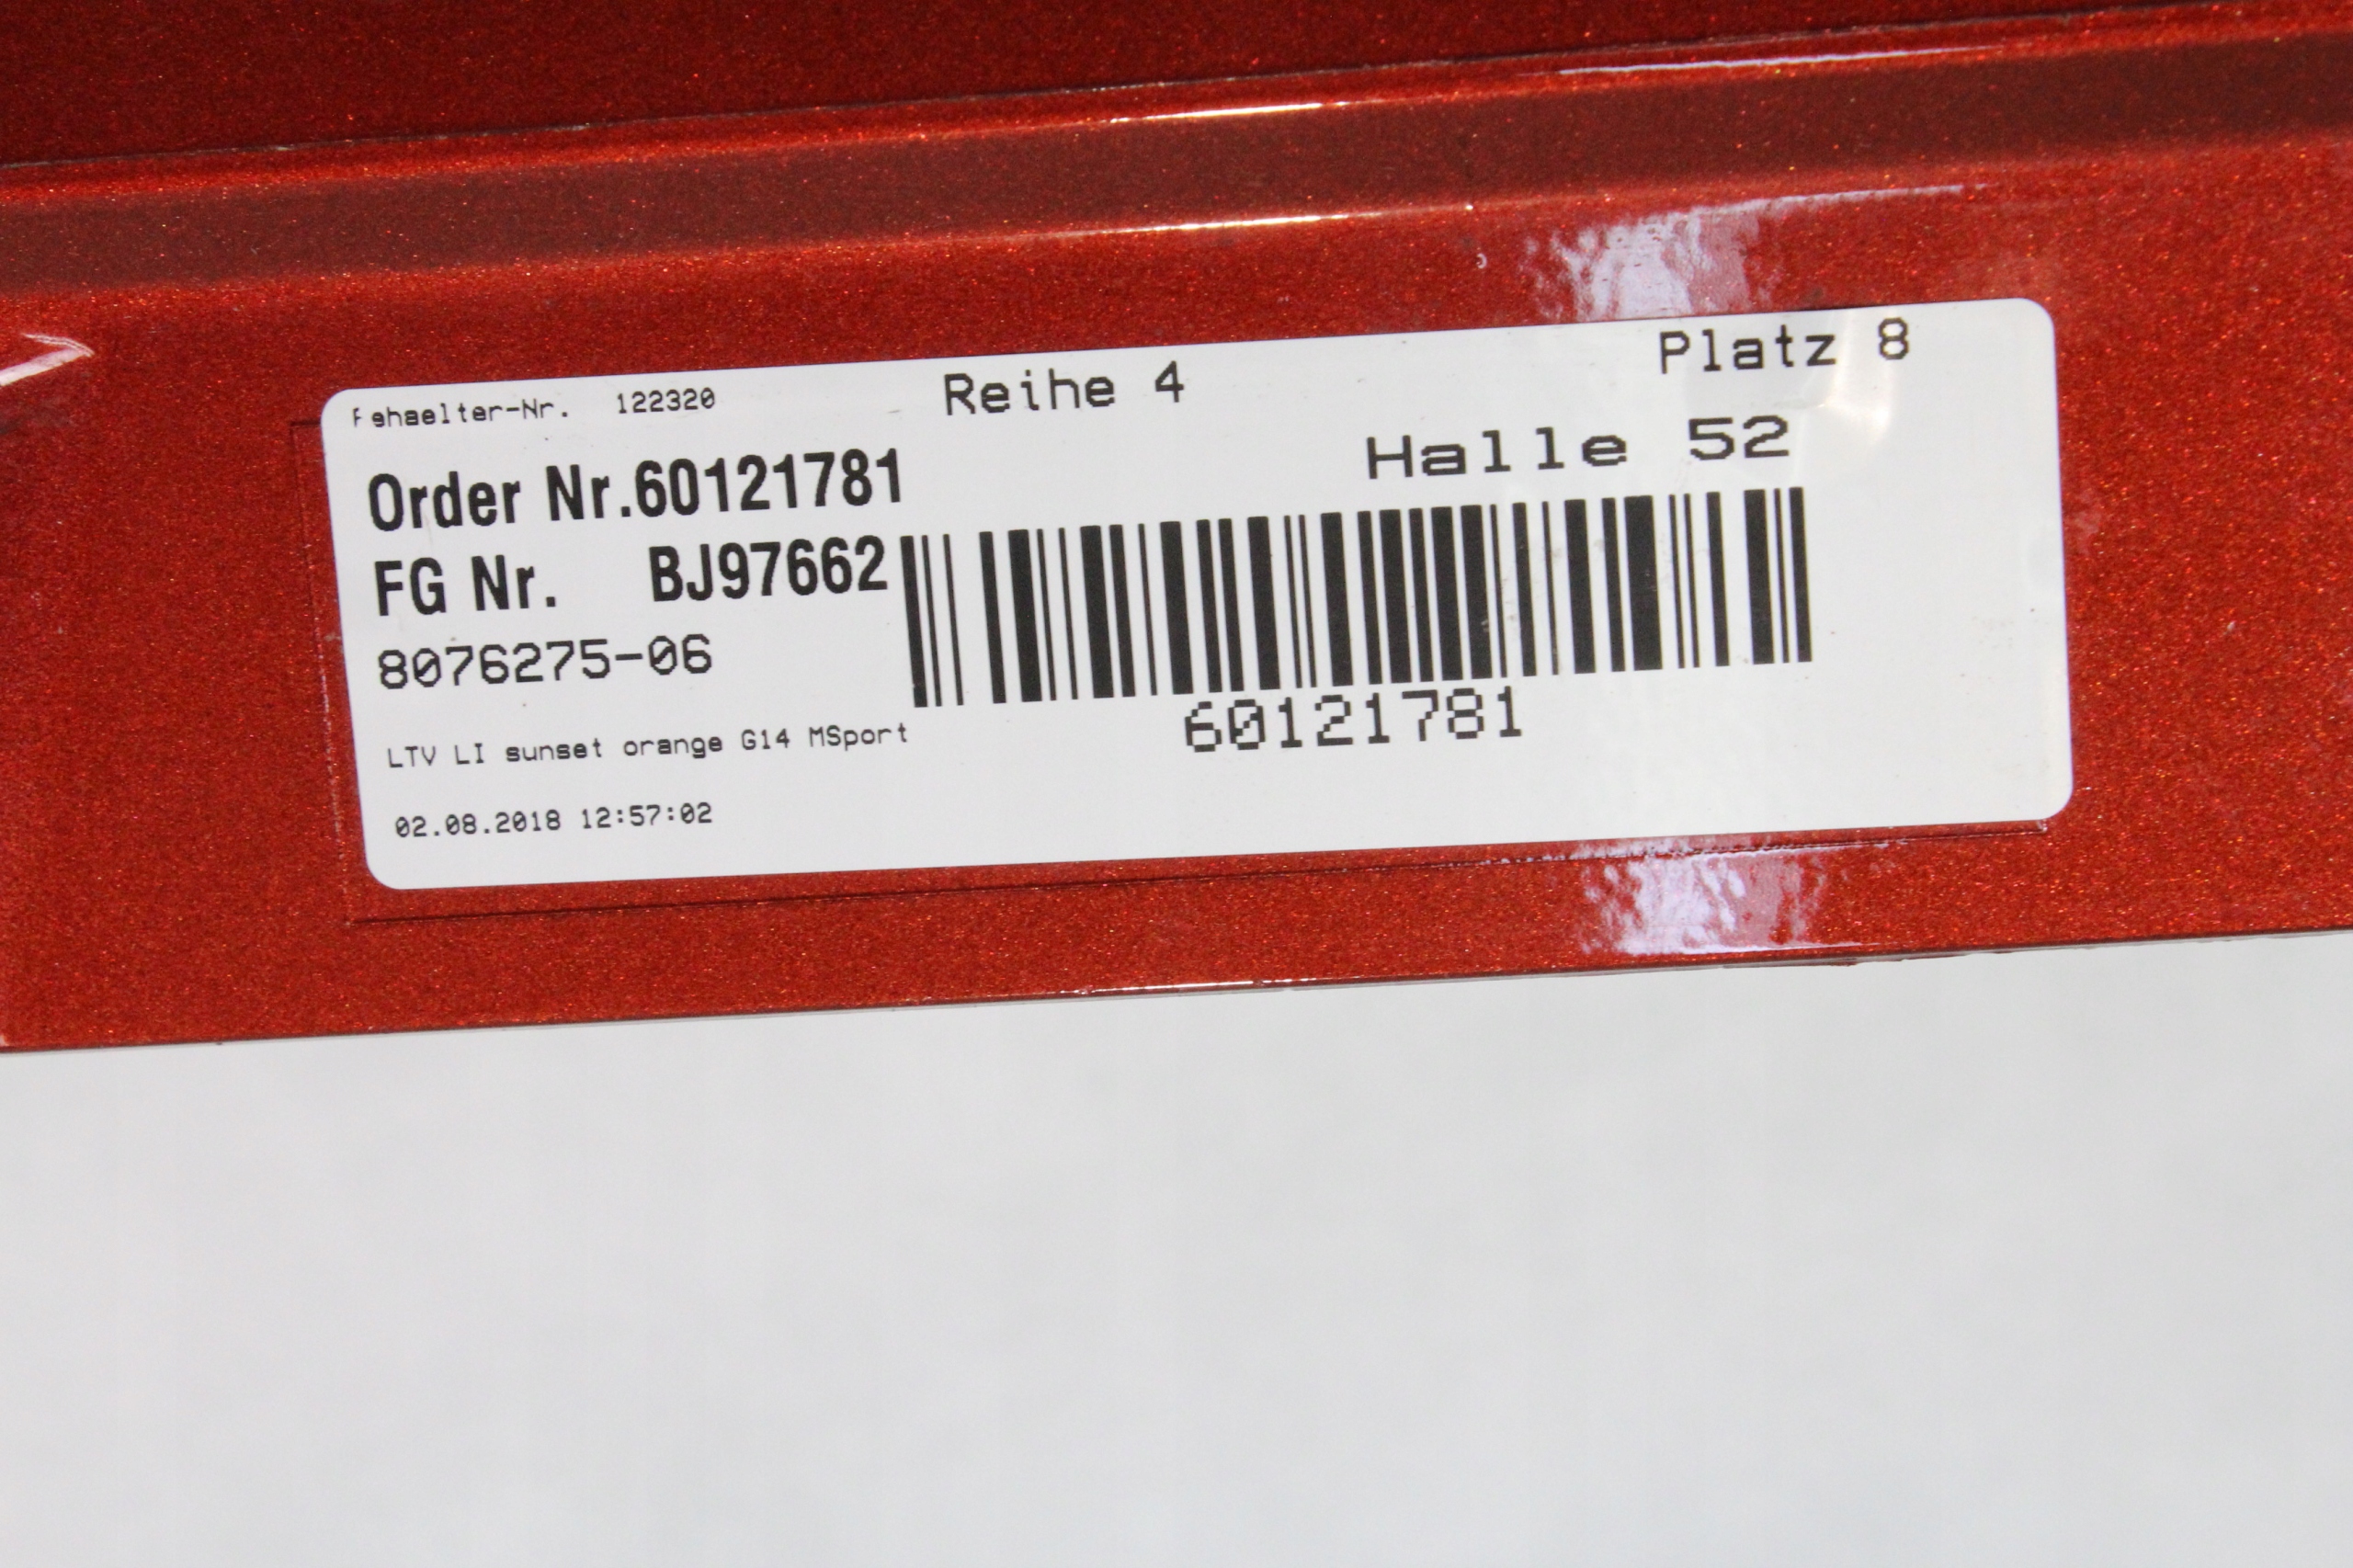 ehaelter-Nr. 122320 Reihe 4 Platz 8
Halle 52
Order Nr.60121781
FG Nr. BJ97662
8076275-06
60121781
LTV LI sunset orange G14 MSport
02.08.2018 12:57:02